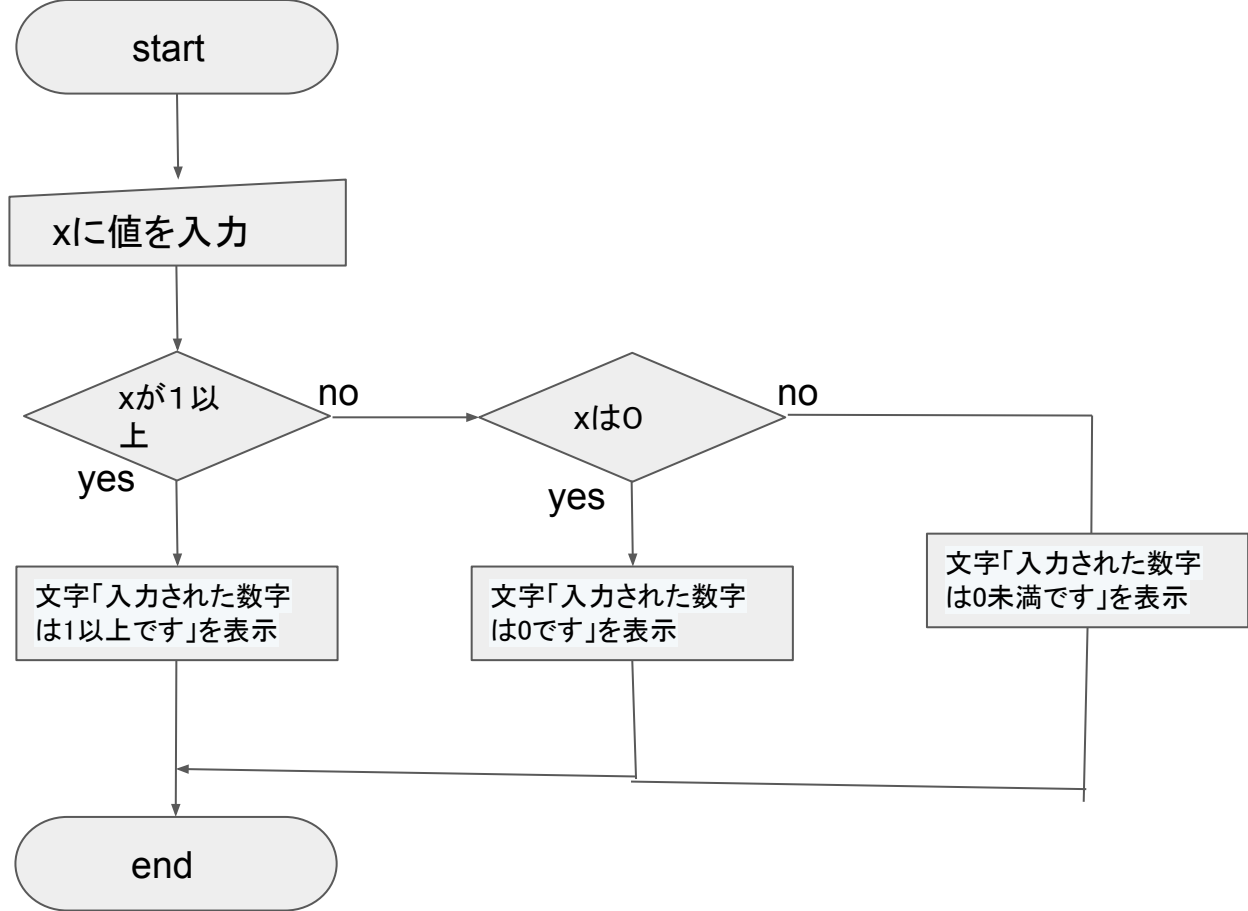 start
xに値を入力
xが１以
上
no
yes
xは０
no
yes
文字「入力された数字
は1以上です」を表示
文字「入力された数字
は0です」を表示
文字「入力された数字
は0未満です」を表示
end